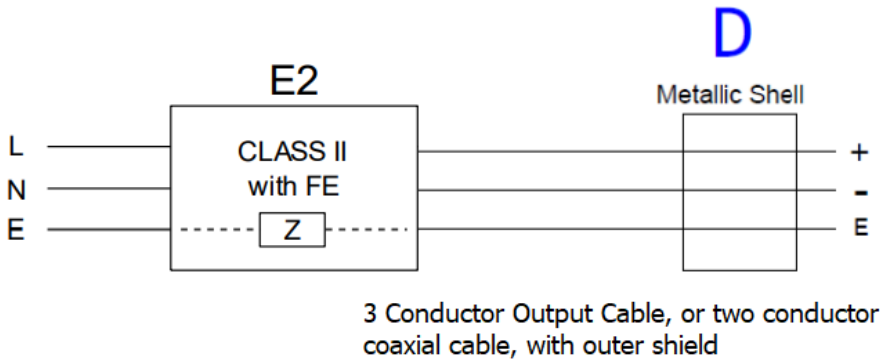 D
E2
Metallic Shell
L
CLASS II
+
N
with FE
-
E
Z
E
3 Conductor Output Cable, or two conductor
coaxial cable, with outer shield